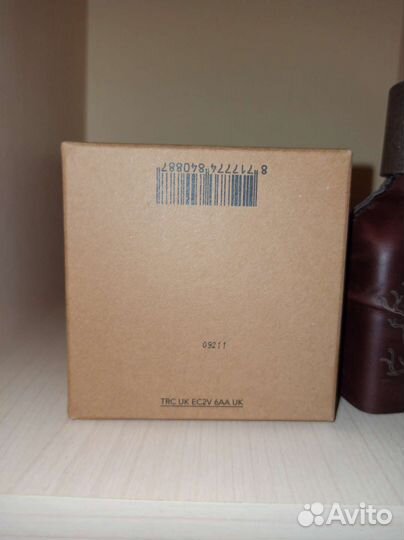 8 717774 840887
09211
TRC UK EC2V 6AA UK
Avito